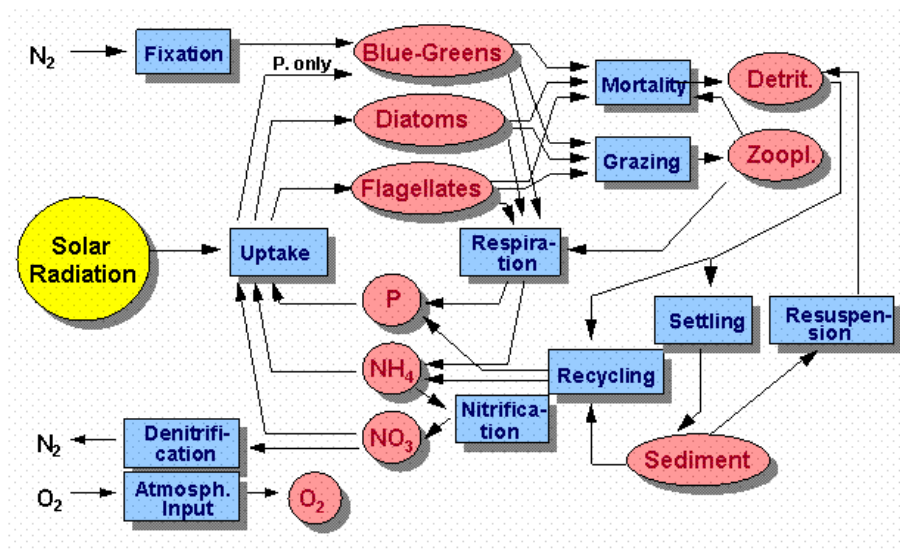 N2
Fixation
Blue-Greens
P. only
Mortality
Detrit.
Diatoms
Grazing
Zoopl.
Flagellates
Solar
Radiation
Uptake
Respira-
tion
P
Settling
Resuspen-
sion
NH4
Recycling
Nitrifica-
tion
NO3
N2
Denitrifi-
cation
Sediment
O2
Atmosph.
Input
O2